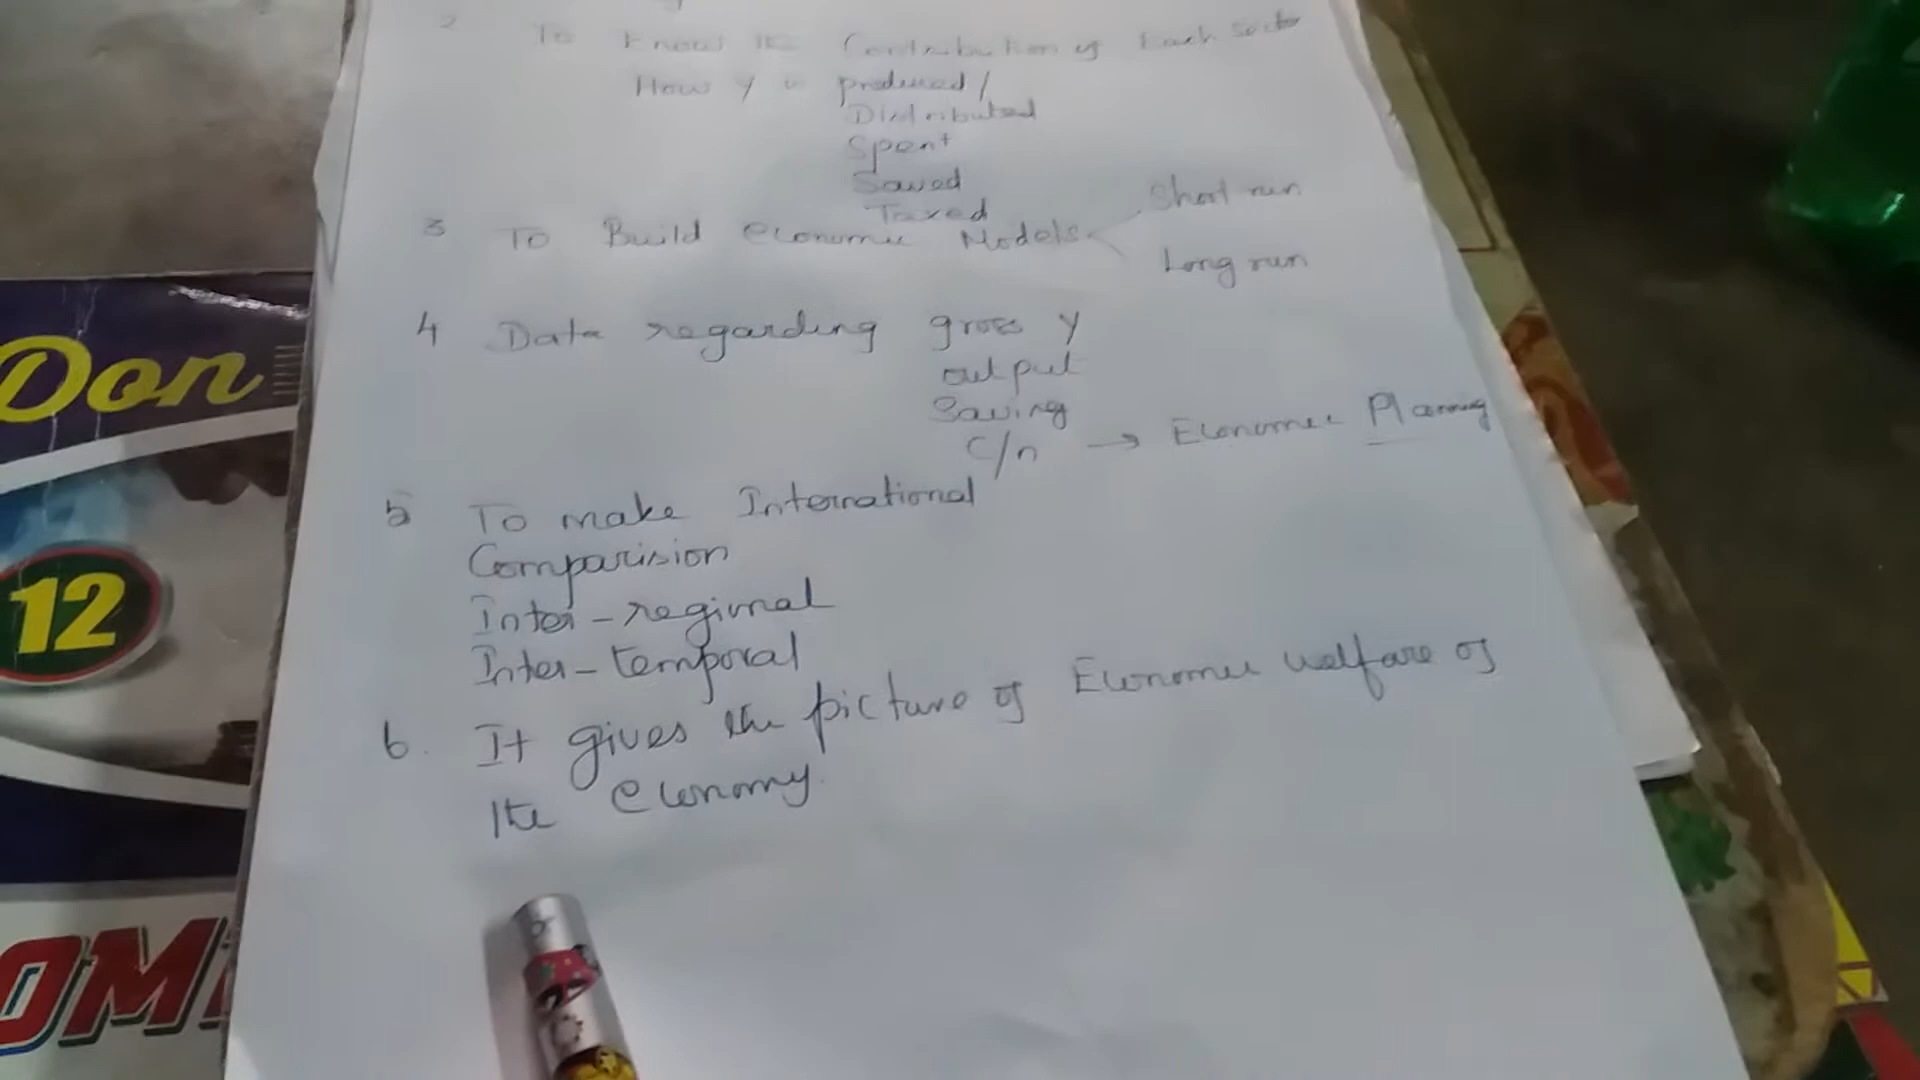 2 To Know the Contribution of Each sector
How Y is produced/
Distributed
Spent
Saved
Taxed
3 To Build economic Models
Short run
Long run
4 Data regarding gross Y
output
Saving
C/n → Economic Planning
5 To make International
Comparision
Inter-regional
Inter-temporal
6. It gives the picture of Economic welfare of
the economy.
Don
12
OM